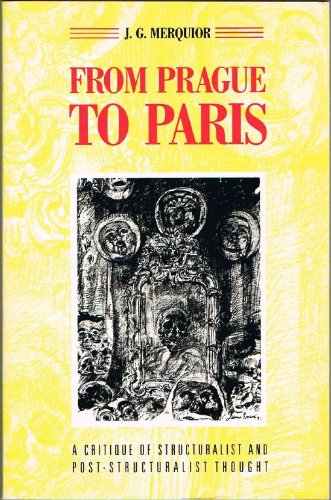 J. G. MERQUIOR
FROM PRAGUE
TO PARIS
A CRITIQUE OF STRUCTURALIST AND
POST-STRUCTURALIST THOUGHT